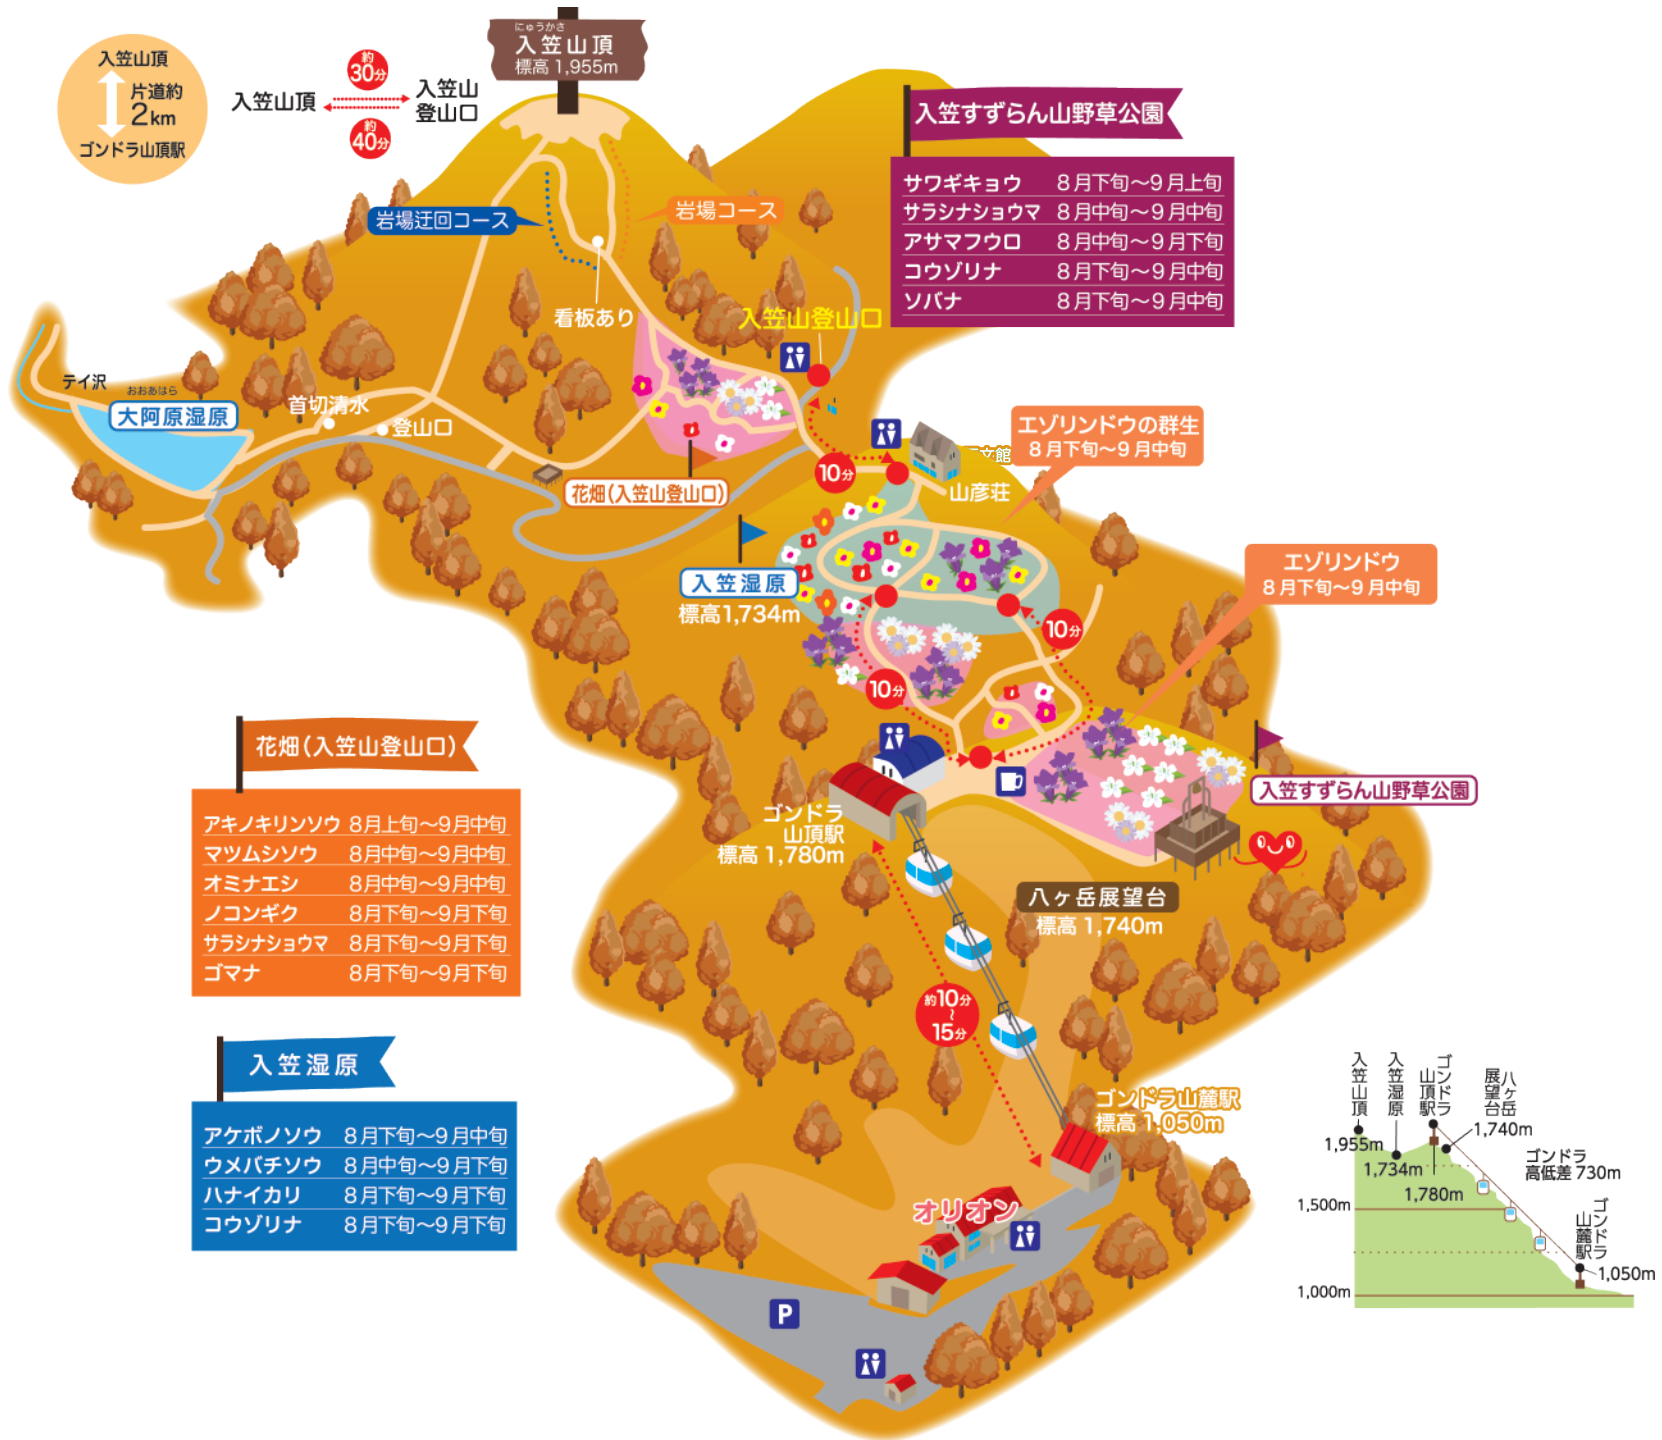 にゅうかさ
入笠山頂
標高 1,955m
入笠山頂
片道約
2km
ゴンドラ山頂駅
入笠山頂
約
30分
約
40分
入笠山
登山口
入笠すずらん山野草公園
サワギキョウ 8月下旬～9月上旬
サラシナショウマ 8月中旬～9月中旬
アサマフウロ 8月中旬～9月下旬
コウゾリナ 8月下旬～9月中旬
ソバナ 8月下旬～9月中旬
岩場迂回コース
岩場コース
看板あり
入笠山登山口
テイ沢
おおあはら
大阿原湿原
首切清水
登山口
花畑(入笠山登山口)
10分
山彦荘
文館
エゾリンドウの群生
8月下旬～9月中旬
入笠湿原
標高1,734m
エゾリンドウ
8月下旬～9月中旬
10分
10分
入笠すずらん山野草公園
ゴンドラ
山頂駅
標高 1,780m
八ヶ岳展望台
標高 1,740m
約10分
～
15分
ゴンドラ山麓駅
標高 1,050m
オリオン
P
花畑(入笠山登山口)
アキノキリンソウ 8月上旬～9月中旬
マツムシソウ 8月中旬～9月中旬
オミナエシ 8月中旬～9月中旬
ノコンギク 8月下旬～9月下旬
サラシナショウマ 8月下旬～9月下旬
ゴマナ 8月下旬～9月下旬
入笠湿原
アケボノソウ 8月下旬～9月中旬
ウメバチソウ 8月中旬～9月下旬
ハナイカリ 8月下旬～9月下旬
コウゾリナ 8月下旬～9月下旬
入笠山頂
入笠湿原
ゴンドラ
山頂駅
八ヶ岳
展望台
1,955m
1,734m
1,780m
1,740m
ゴンドラ
高低差 730m
ゴンドラ
山麓駅
1,050m
1,500m
1,000m